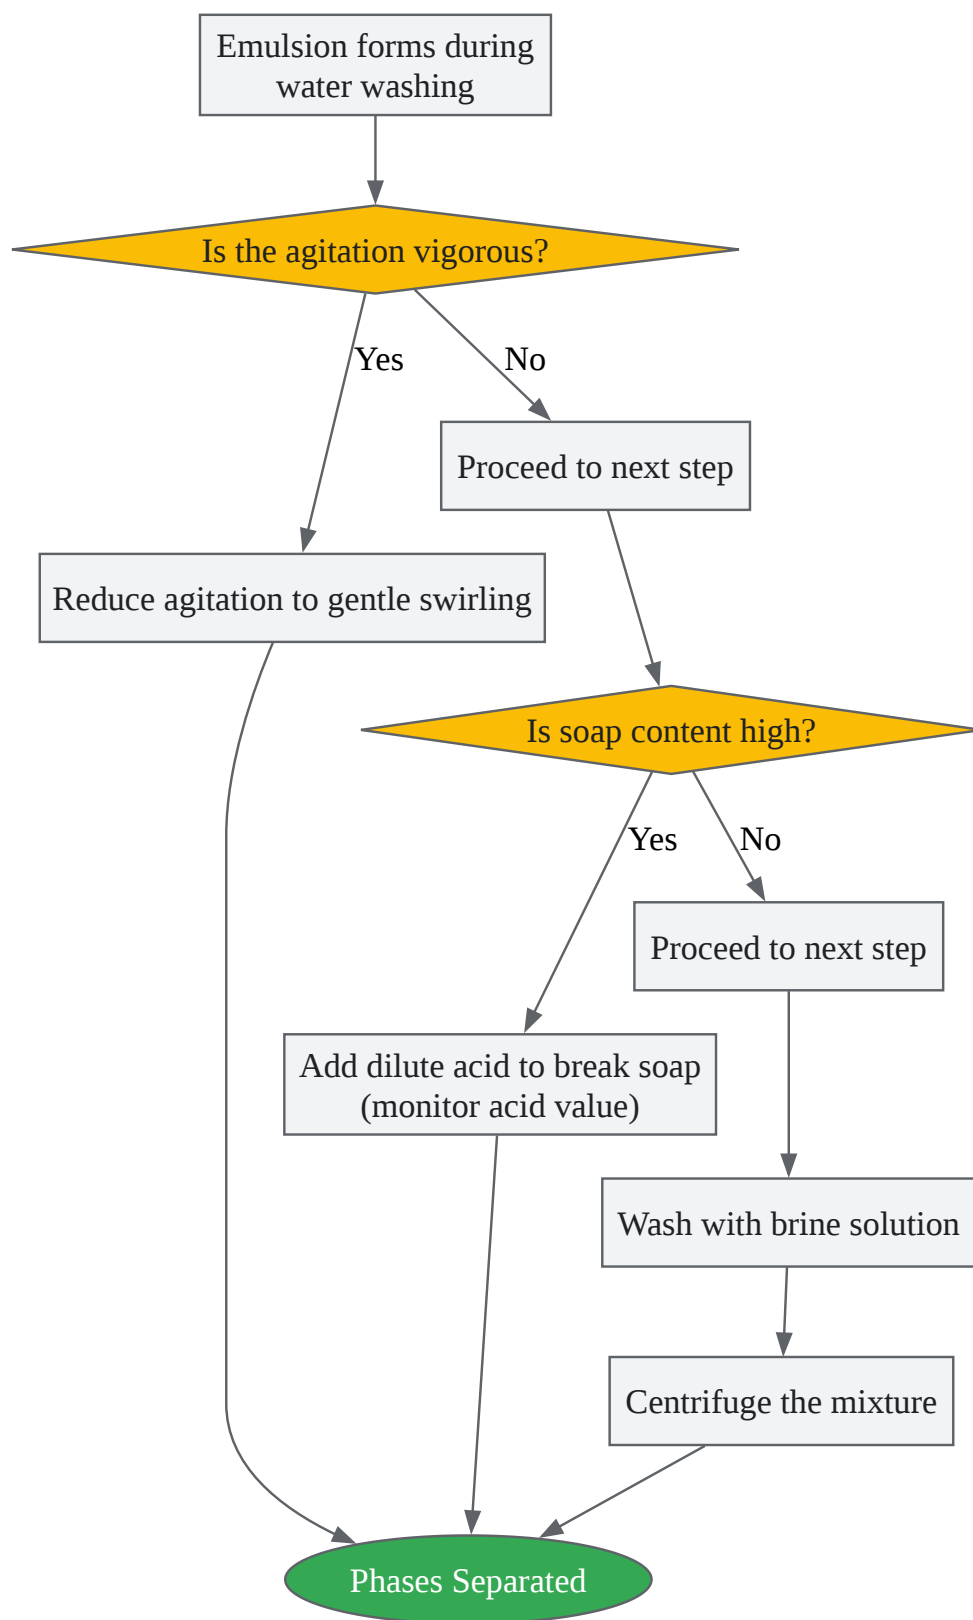 Emulsion forms during
water washing
Is the agitation vigorous?
Yes
No
Proceed to next step
Reduce agitation to gentle swirling
Is soap content high?
Yes
No
Proceed to next step
Add dilute acid to break soap
(monitor acid value)
Wash with brine solution
Centrifuge the mixture
Phases Separated